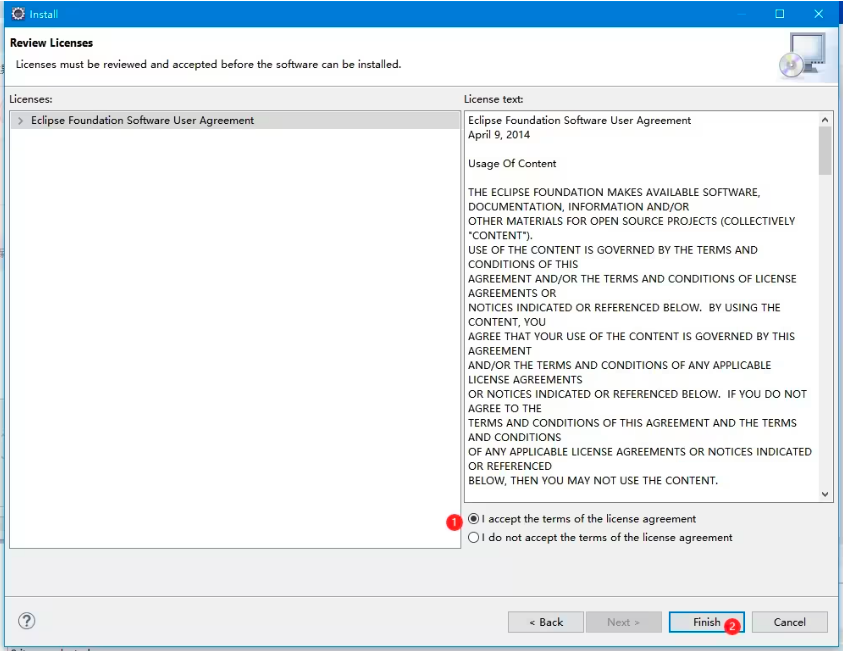 Install
Review Licenses
Licenses must be reviewed and accepted before the software can be installed.
Licenses:
Eclipse Foundation Software User Agreement
License text:
Eclipse Foundation Software User Agreement
April 9, 2014
Usage Of Content
THE ECLIPSE FOUNDATION MAKES AVAILABLE SOFTWARE,
DOCUMENTATION, INFORMATION AND/OR
OTHER MATERIALS FOR OPEN SOURCE PROJECTS (COLLECTIVELY
"CONTENT").
USE OF THE CONTENT IS GOVERNED BY THE TERMS AND
CONDITIONS OF THIS
AGREEMENT AND/OR THE TERMS AND CONDITIONS OF LICENSE
AGREEMENTS OR
NOTICES INDICATED OR REFERENCED BELOW.  BY USING THE
CONTENT, YOU
AGREE THAT YOUR USE OF THE CONTENT IS GOVERNED BY THIS
AGREEMENT
AND/OR THE TERMS AND CONDITIONS OF ANY APPLICABLE
LICENSE AGREEMENTS
OR NOTICES INDICATED OR REFERENCED BELOW.  IF YOU DO NOT
AGREE TO THE
TERMS AND CONDITIONS OF THIS AGREEMENT AND THE TERMS
AND CONDITIONS
OF ANY APPLICABLE LICENSE AGREEMENTS OR NOTICES INDICATED
OR REFERENCED
BELOW, THEN YOU MAY NOT USE THE CONTENT.
1 I accept the terms of the license agreement
I do not accept the terms of the license agreement
? < Back Next > Finish 2 Cancel